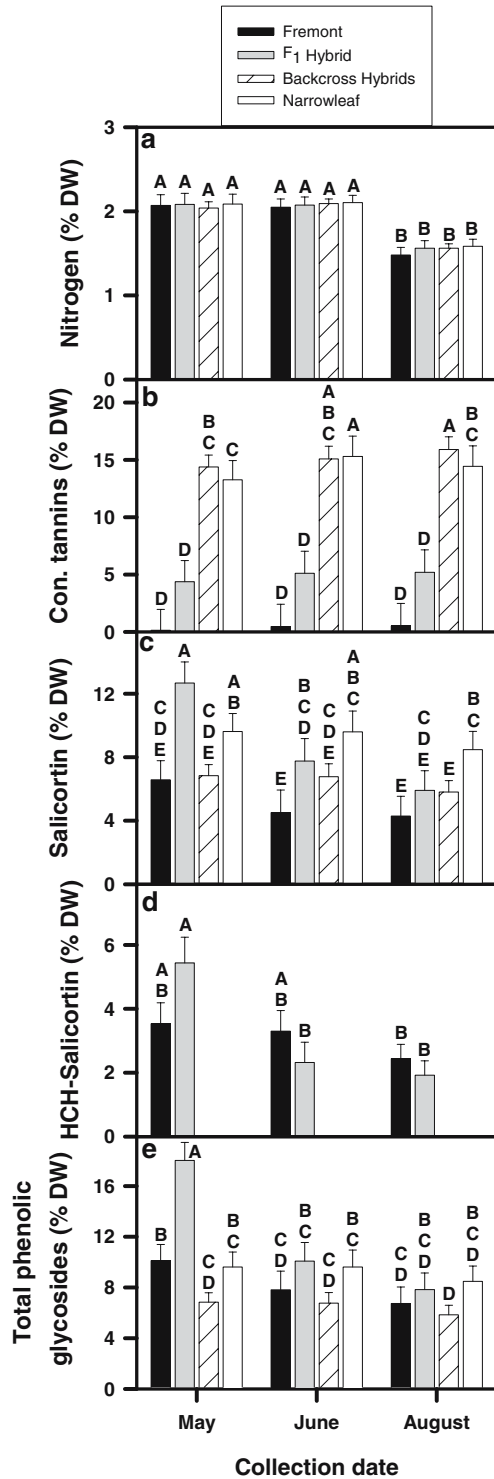 Fremont
F1 Hybrid
Backcross Hybrids
Narrowleaf
a
Nitrogen (% DW)
3
2
1
0
A A A A A A A A B B B B
b
Con. tannins (% DW)
20
15
10
5
0
D D B C C D D A B C A D D A A B C
c
Salicortin (% DW)
12
8
4
0
C D E A C D E A B E B C D C D E A B C E C D E E B C
d
HCH-Salicortin (% DW)
6
4
2
0
A B A A B B B B
e
Total phenolic
glycosides (% DW)
16
12
8
4
0
B A C D B C C D B C C D B C C D B C D D B C D
May June August
Collection date